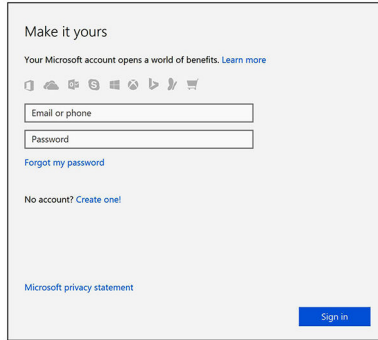 Make it yours
Your Microsoft account opens a world of benefits. Learn more
Email or phone
Password
Forgot my password
No account? Create one!
Microsoft privacy statement
Sign in